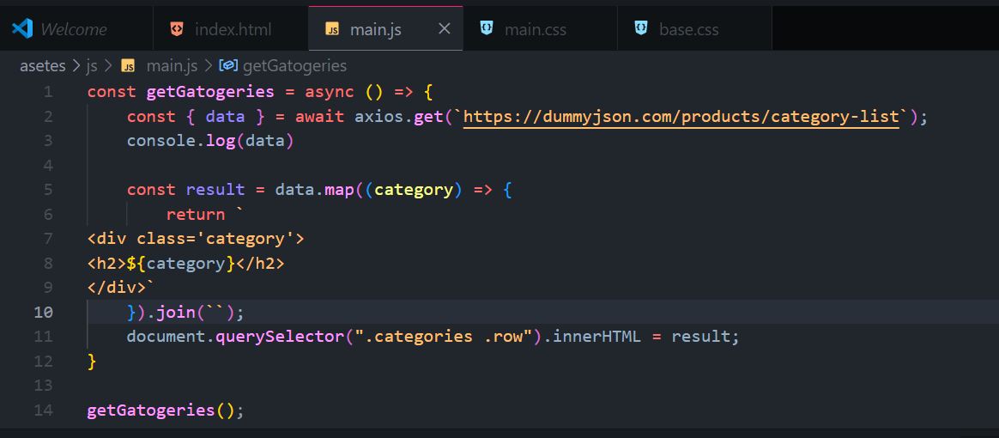 Welcome index.html main.js main.css base.css
asetes > js > JS main.js > getGatogeries
1 const getGatogeries = async () => {
2     const { data } = await axios.get(`https://dummyjson.com/products/category-list`);
3     console.log(data)
4
5     const result = data.map((category) => {
6         return `
7 <div class='category'>
8 <h2>${category}</h2>
9 </div>`
10     }).join(``);
11     document.querySelector(".categories .row").innerHTML = result;
12 }
13
14 getGatogeries();